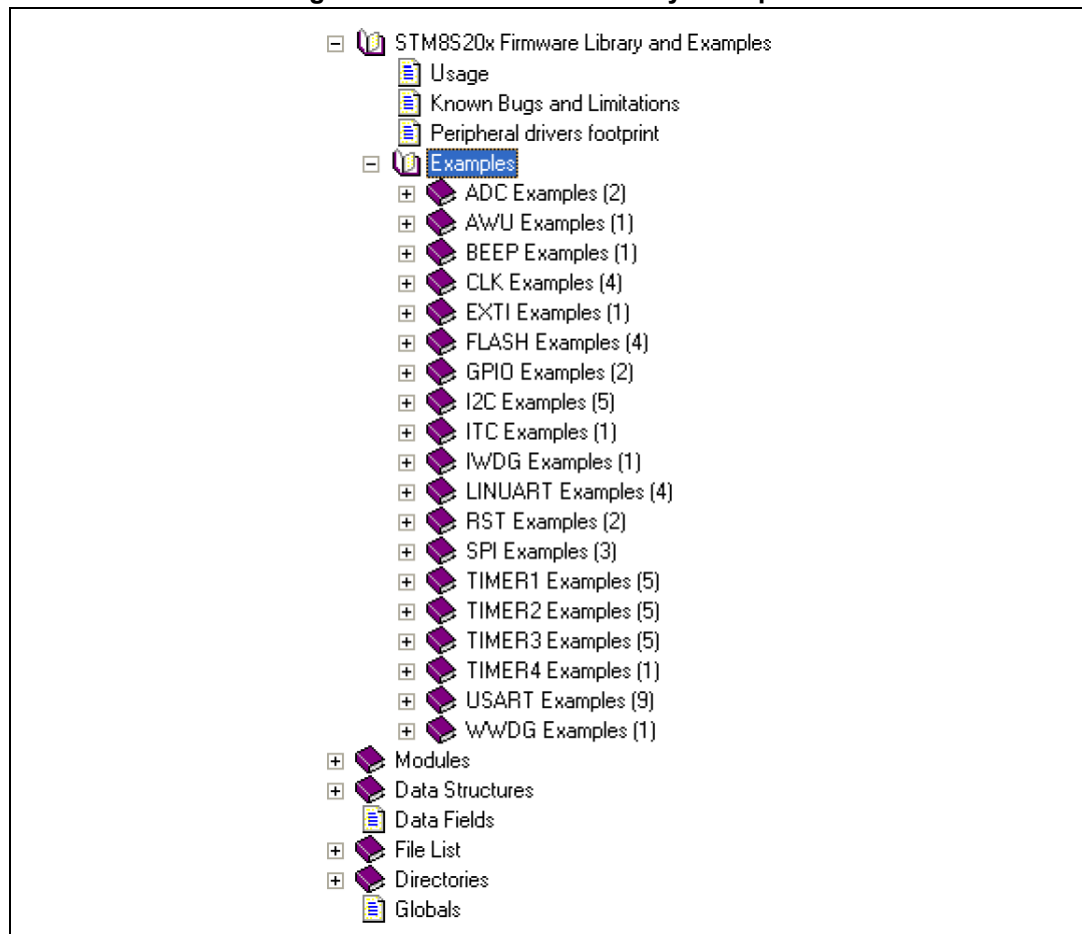 STM8S20x Firmware Library and Examples
Usage
Known Bugs and Limitations
Peripheral drivers footprint
Examples
ADC Examples (2)
AWU Examples (1)
BEEP Examples (1)
CLK Examples (4)
EXTI Examples (1)
FLASH Examples (4)
GPIO Examples (2)
I2C Examples (5)
ITC Examples (1)
IWDG Examples (1)
LINUART Examples (4)
RST Examples (2)
SPI Examples (3)
TIMER1 Examples (5)
TIMER2 Examples (5)
TIMER3 Examples (5)
TIMER4 Examples (1)
USART Examples (9)
WWDG Examples (1)
Modules
Data Structures
Data Fields
File List
Directories
Globals